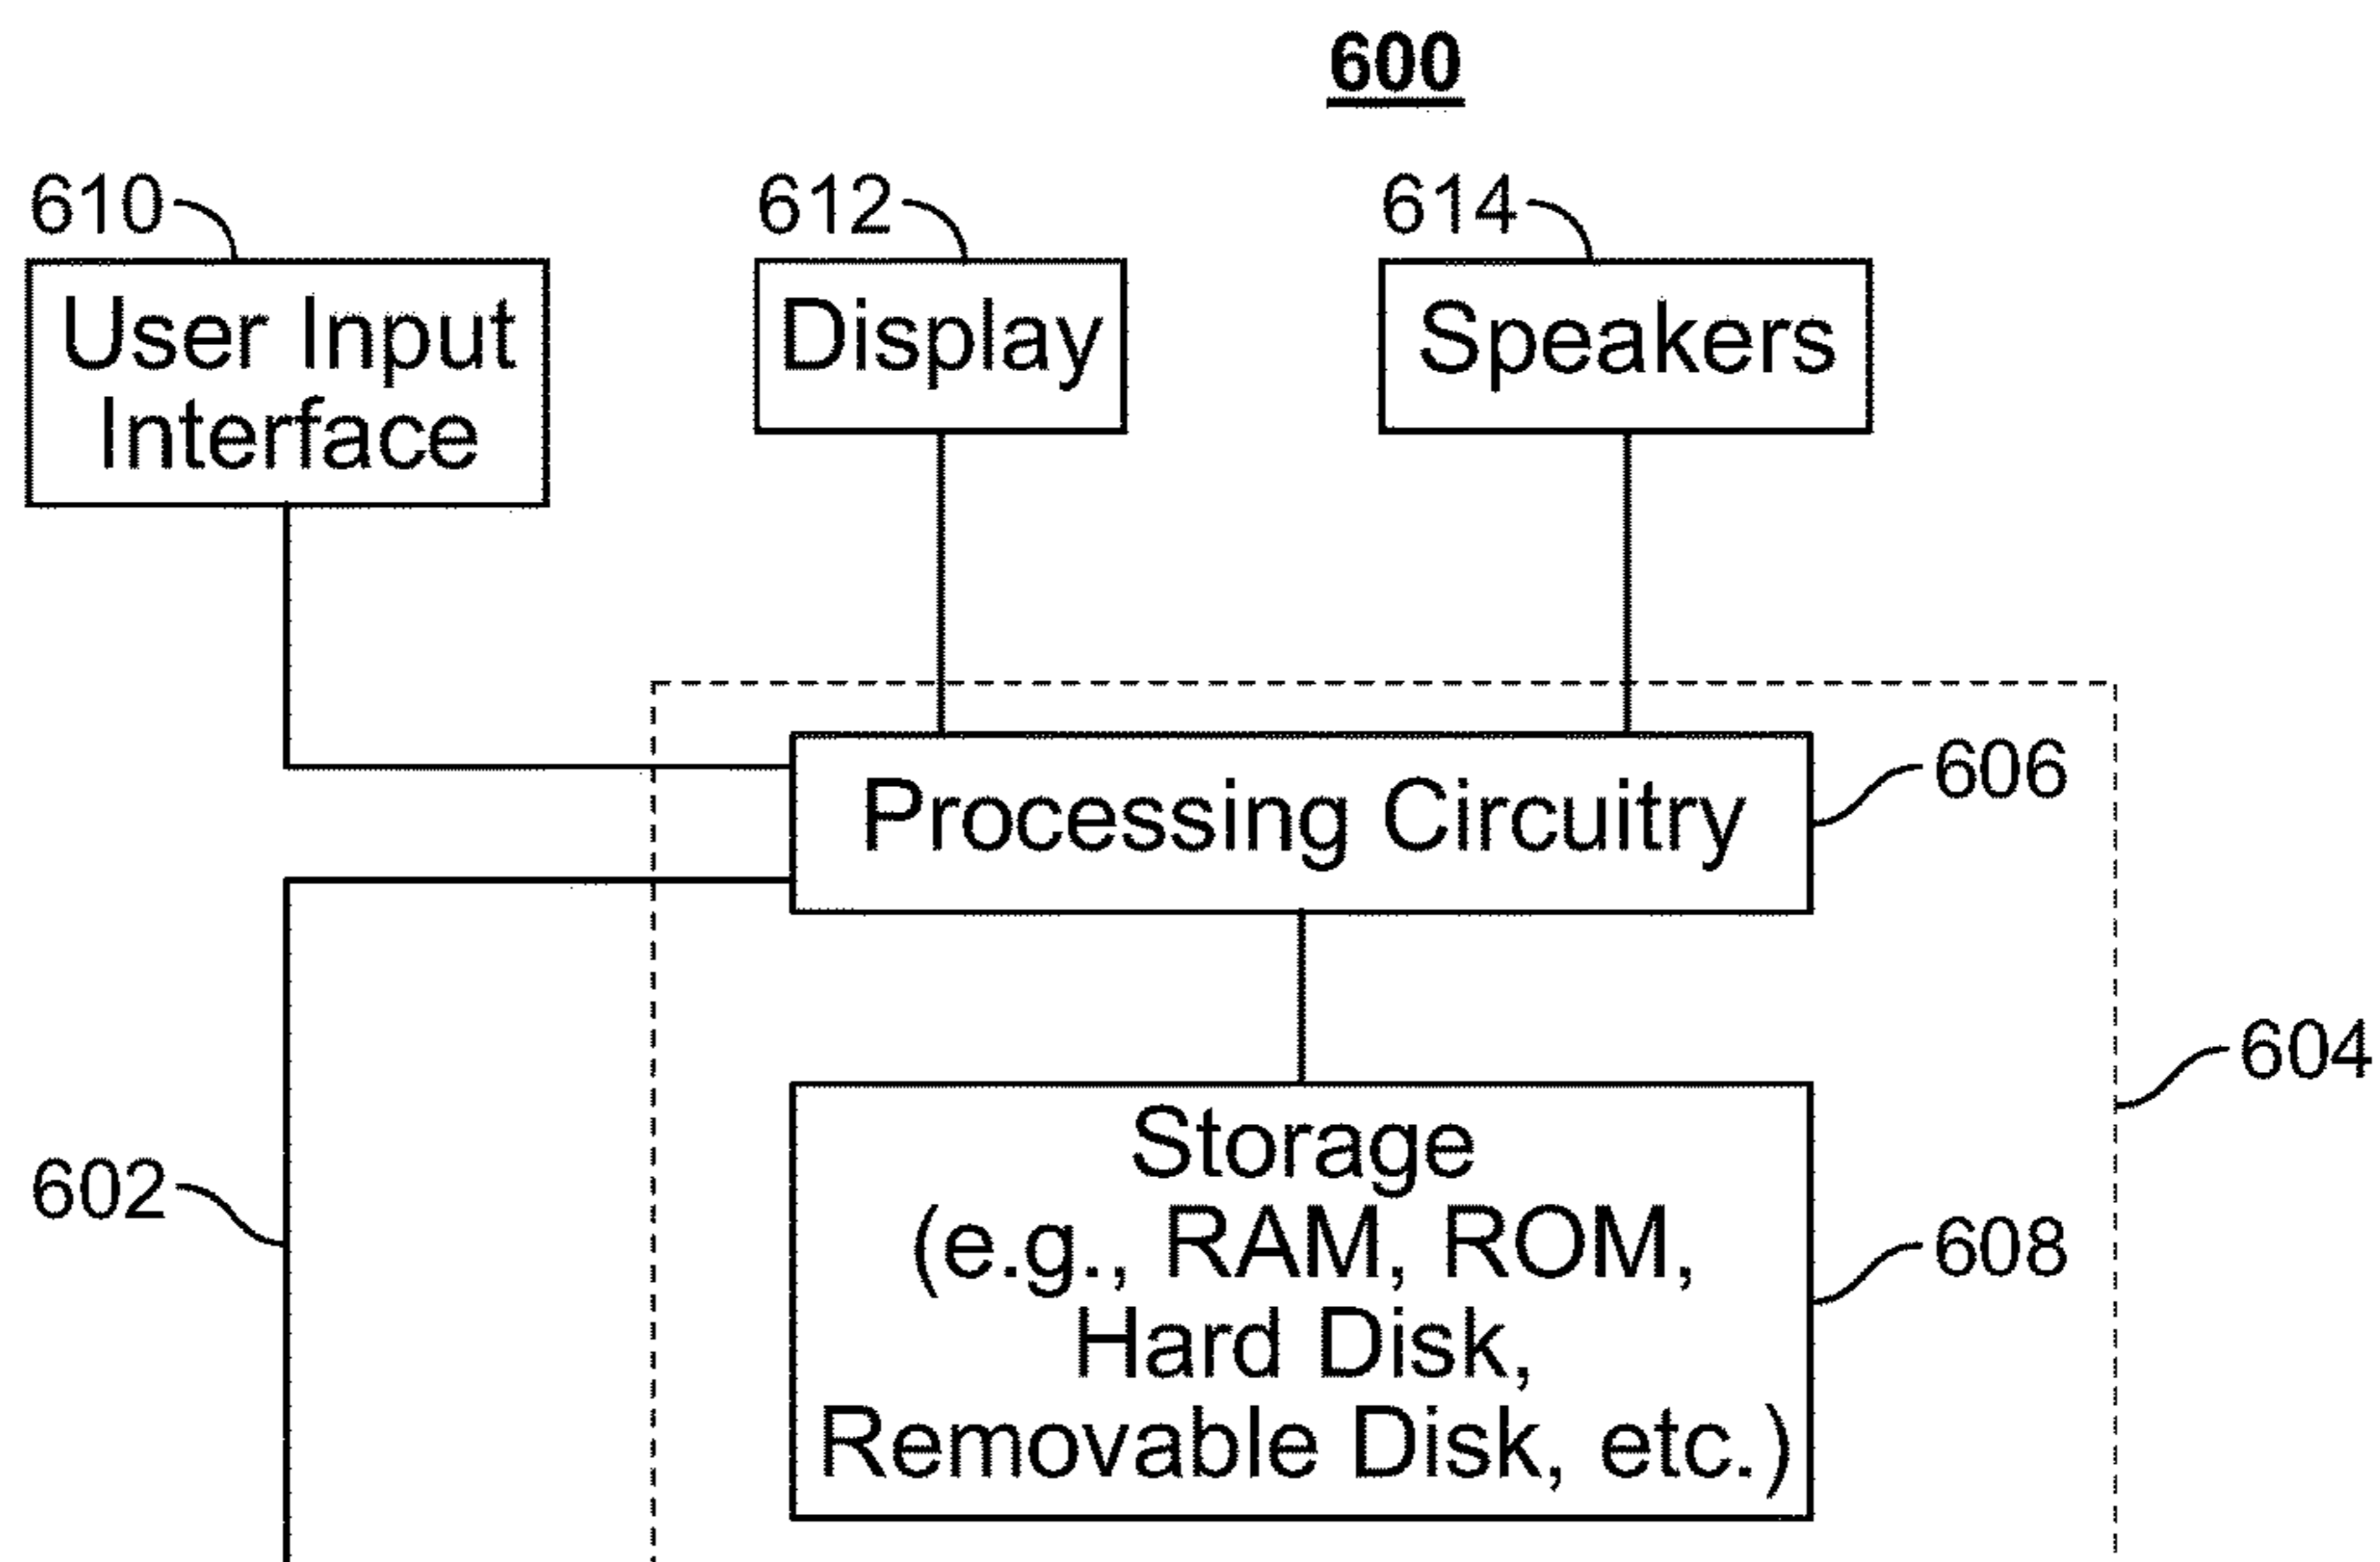 600
610
612
614
User Input
Interface
Display
Speakers
Processing Circuitry
606
604
602
Storage
(e.g., RAM, ROM,
Hard Disk,
Removable Disk, etc.)
608